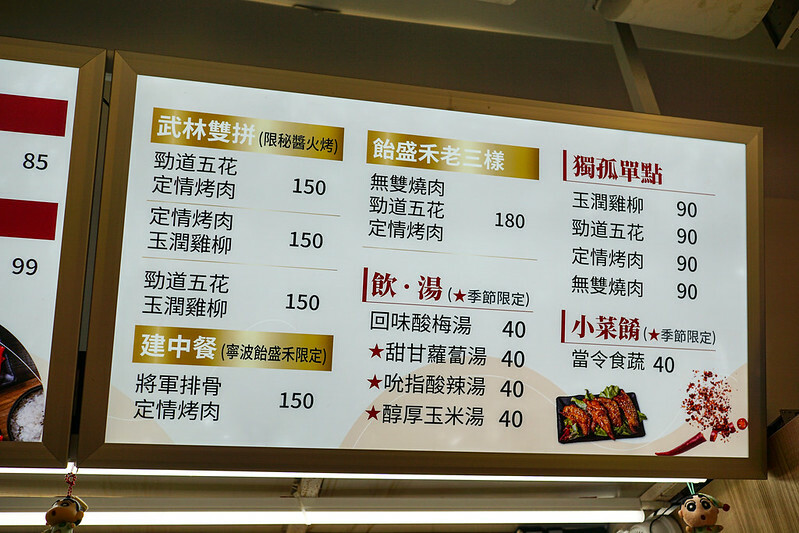 85
99
武林雙拼(限秘醬火烤)
勁道五花
定情烤肉 150
定情烤肉
玉潤雞柳 150
勁道五花
玉潤雞柳 150
建中餐(寧波飴盛禾限定)
將軍排骨
定情烤肉 150
飴盛禾老三樣
無雙燒肉
勁道五花 180
定情烤肉
飲·湯(★季節限定)
回味酸梅湯 40
★甜甘蘿蔔湯 40
★吮指酸辣湯 40
★醇厚玉米湯 40
獨孤單點
玉潤雞柳 90
勁道五花 90
定情烤肉 90
無雙燒肉 90
小菜餚(★季節限定)
當令食蔬 40